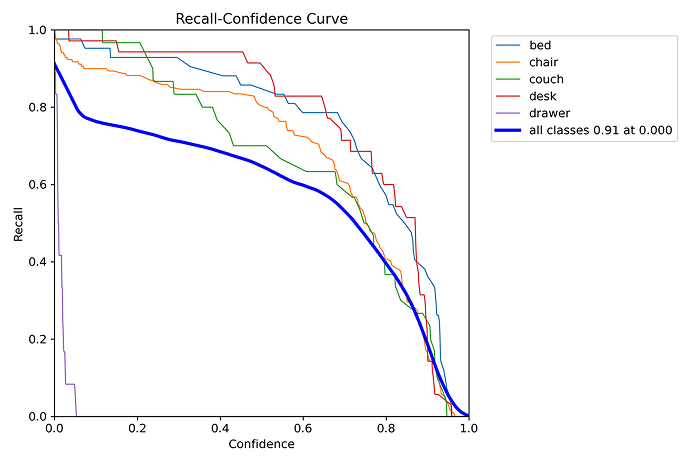 Recall-Confidence Curve
bed
chair
couch
desk
drawer
all classes 0.91 at 0.000
1.0
0.8
0.6
0.4
0.2
0.0
Recall
0.0 0.2 0.4 0.6 0.8 1.0
Confidence